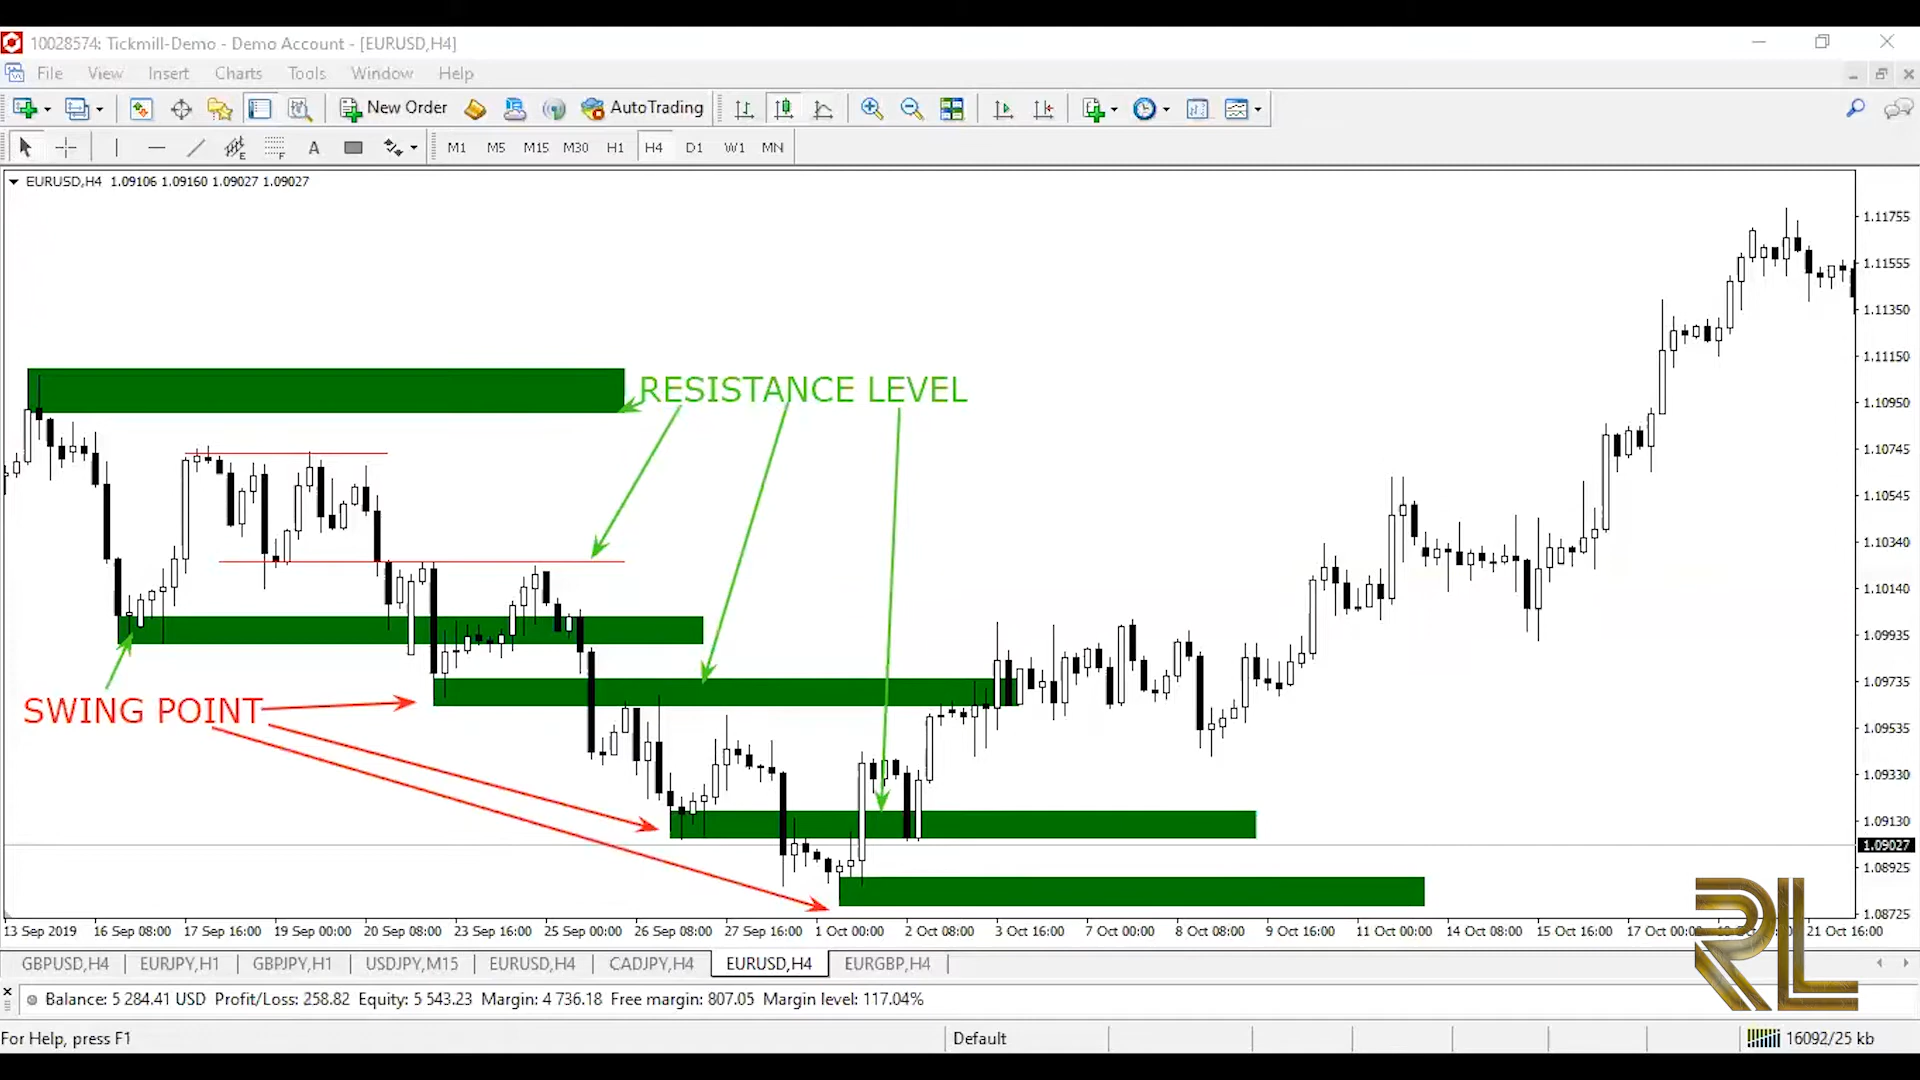 10028574: Tickmill-Demo - Demo Account - [EURUSD,H4]
File View Insert Charts Tools Window Help
New Order AutoTrading
A M1 M5 M15 M30 H1 H4 D1 W1 MN
EURUSD,H4 1.09106 1.09160 1.09027 1.09027
1.11755
1.11555
1.11350
1.11150
RESISTANCE LEVEL
1.10950
1.10745
1.10545
1.10340
1.10140
1.09935
1.09735
SWING POINT
1.09535
1.09330
1.09130
1.09027
1.08925
1.08725
13 Sep 2019 16 Sep 08:00 17 Sep 16:00 19 Sep 00:00 20 Sep 08:00 23 Sep 16:00 25 Sep 00:00 26 Sep 08:00 27 Sep 16:00 1 Oct 00:00 2 Oct 08:00 3 Oct 16:00 7 Oct 00:00 8 Oct 08:00 9 Oct 16:00 11 Oct 00:00 14 Oct 08:00 15 Oct 16:00 17 Oct 00:00 21 Oct 16:00
GBPUSD,H4 EURJPY,H1 GBPJPY,H1 USDJPY,M15 EURUSD,H4 CADJPY,H4 EURUSD,H4 EURGBP,H4
RL
Balance: 5 284.41 USD Profit/Loss: 258.82 Equity: 5 543.23 Margin: 4 736.18 Free margin: 807.05 Margin level: 117.04%
For Help, press F1 Default 16092/25 kb